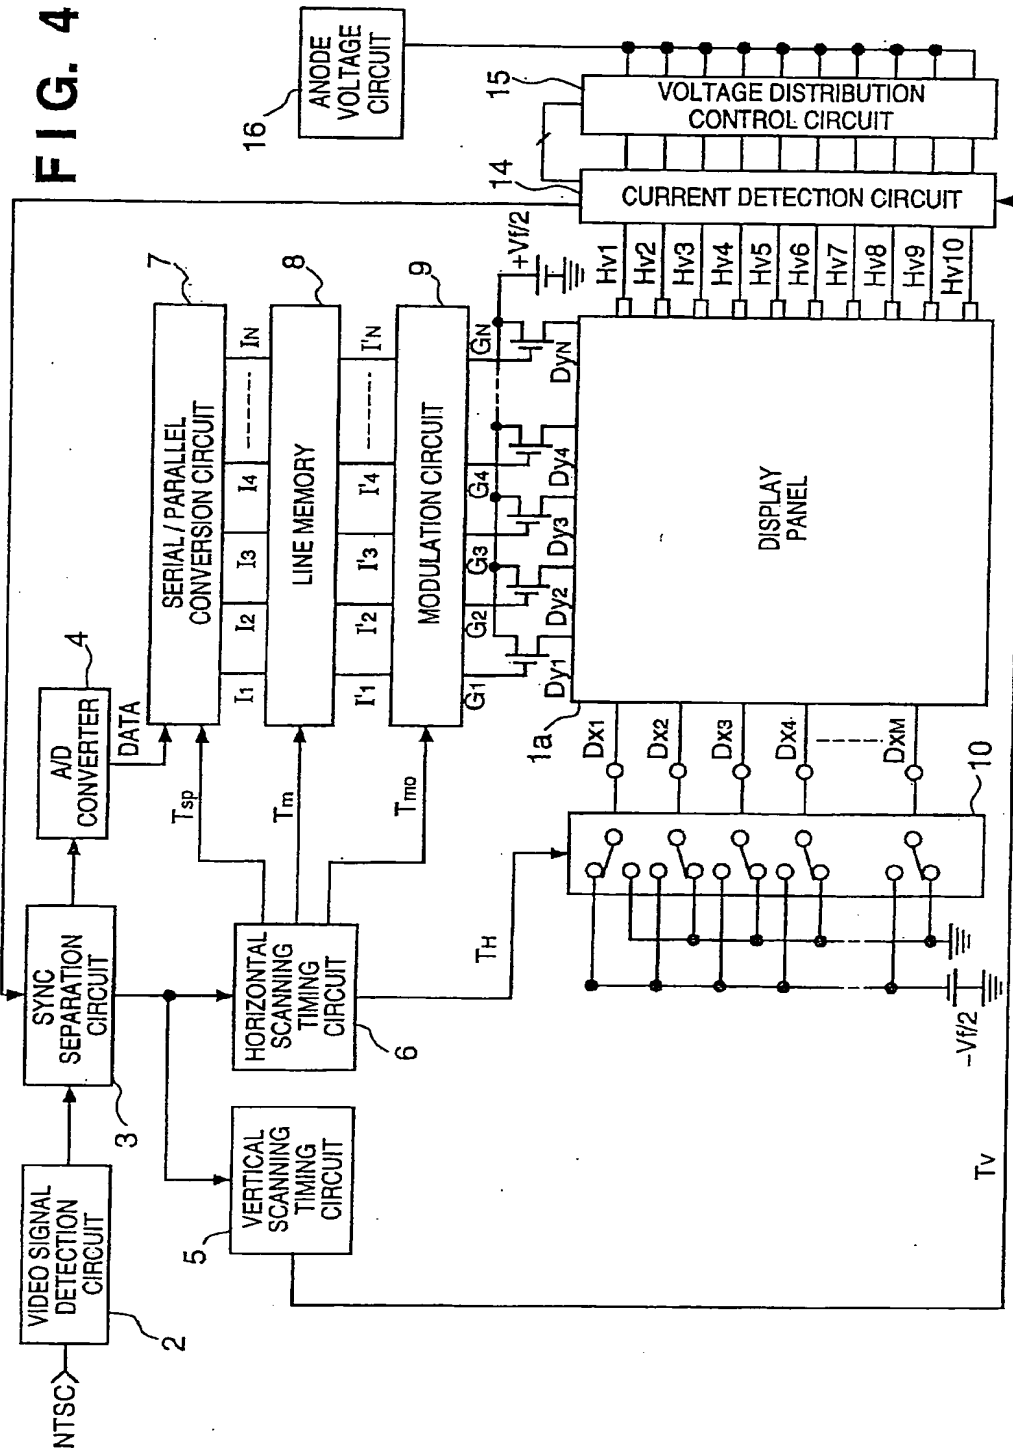 FIG. 4
NTSC
VIDEO SIGNAL
DETECTION
CIRCUIT
2
SYNC
SEPARATION
CIRCUIT
3
A/D
CONVERTER
4
DATA
VERTICAL
SCANNING
TIMING
CIRCUIT
5
HORIZONTAL
SCANNING
TIMING
CIRCUIT
6
Tsp
Tm
Tmo
TH
TV
SERIAL / PARALLEL
CONVERSION CIRCUIT
7
I1 I2 I3 I4 IN
LINE MEMORY
8
I'1 I'2 I'3 I'4 I'N
MODULATION CIRCUIT
9
G1 G2 G3 G4 GN
+Vf/2
Dy1 Dy2 Dy3 Dy4 DyN
1a
DISPLAY
PANEL
Dx1
Dx2
Dx3
Dx4
DxM
10
-Vf/2
Hv1
Hv2
Hv3
Hv4
Hv5
Hv6
Hv7
Hv8
Hv9
Hv10
CURRENT DETECTION CIRCUIT
14
VOLTAGE DISTRIBUTION
CONTROL CIRCUIT
15
ANODE
VOLTAGE
CIRCUIT
16